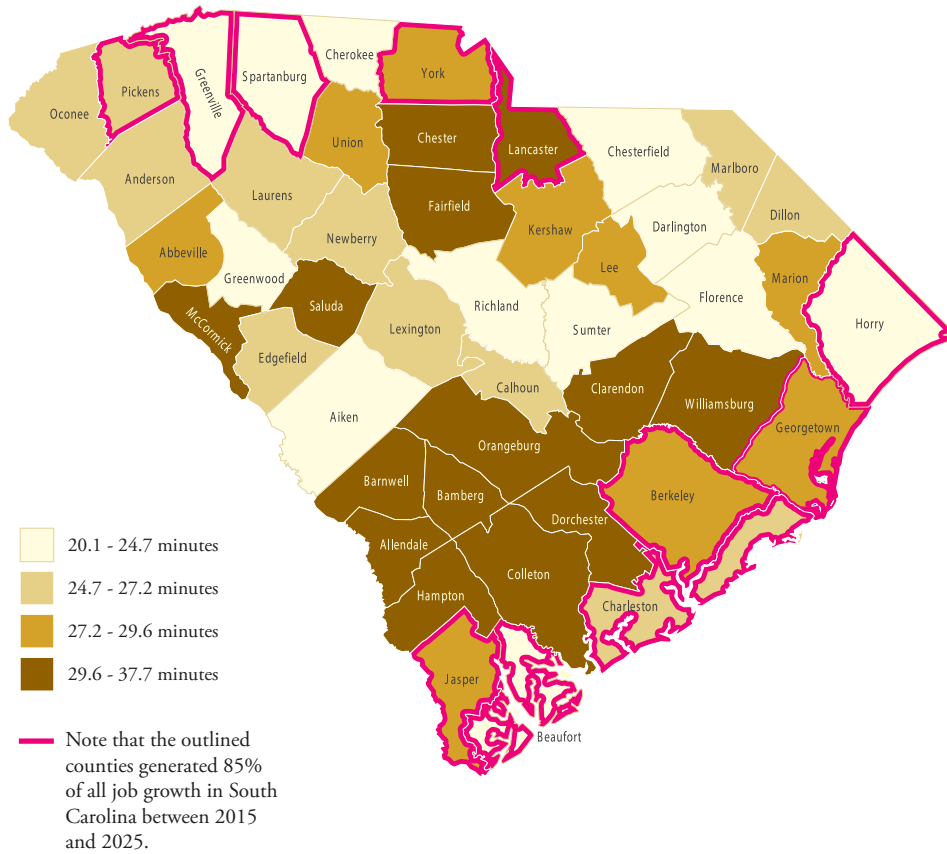 Cherokee
York
Spartanburg
Greenville
Pickens
Oconee
Union
Chester
Lancaster
Chesterfield
Marlboro
Anderson
Laurens
Fairfield
Dillon
Darlington
Kershaw
Newberry
Abbeville
Lee
Greenwood
Marion
Florence
Richland
Saluda
Horry
McCormick
Lexington
Sumter
Edgefield
Calhoun
Clarendon
Williamsburg
Aiken
Georgetown
Orangeburg
Barnwell
Bamberg
Berkeley
Dorchester
Allendale
Colleton
Hampton
Charleston
Jasper
Beaufort
20.1 - 24.7 minutes
24.7 - 27.2 minutes
27.2 - 29.6 minutes
29.6 - 37.7 minutes
Note that the outlined
counties generated 85%
of all job growth in South
Carolina between 2015
and 2025.